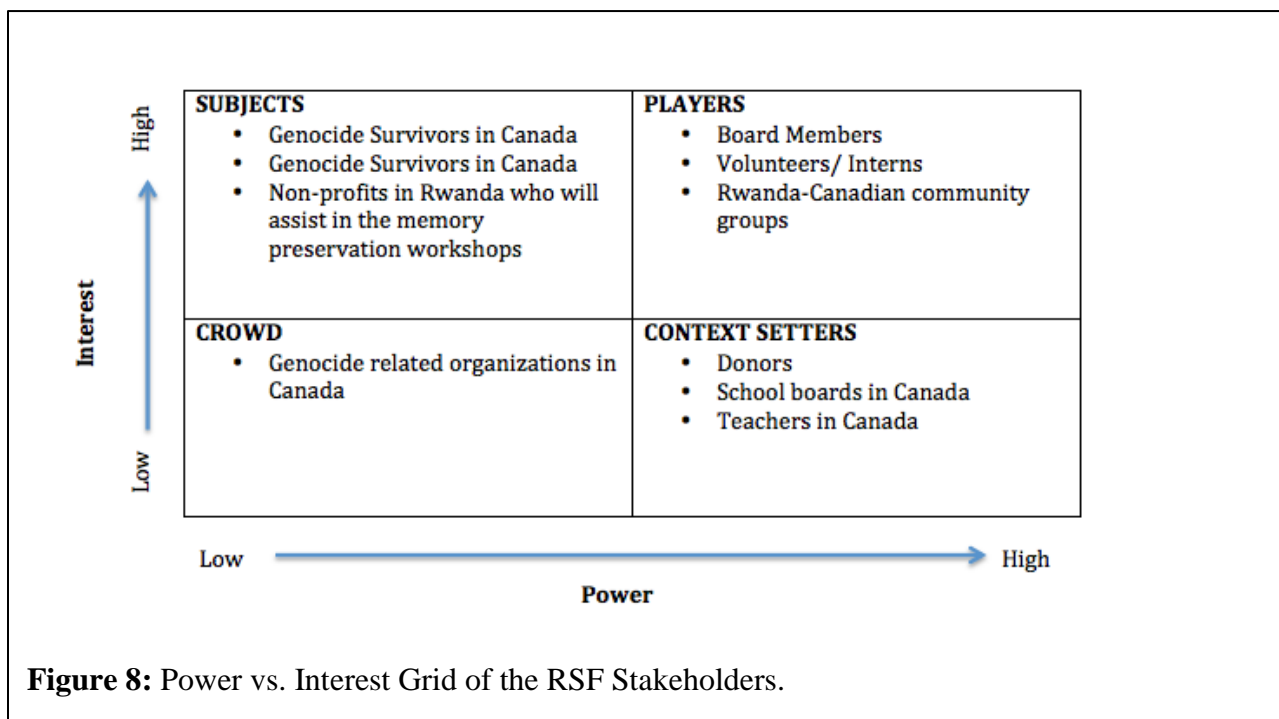 SUBJECTS
• Genocide Survivors in Canada
• Genocide Survivors in Canada
• Non-profits in Rwanda who will
assist in the memory
preservation workshops
PLAYERS
• Board Members
• Volunteers/ Interns
• Rwanda-Canadian community
groups
CROWD
• Genocide related organizations in
Canada
CONTEXT SETTERS
• Donors
• School boards in Canada
• Teachers in Canada
High
Interest
Low
Low
High
Power
Figure 8: Power vs. Interest Grid of the RSF Stakeholders.